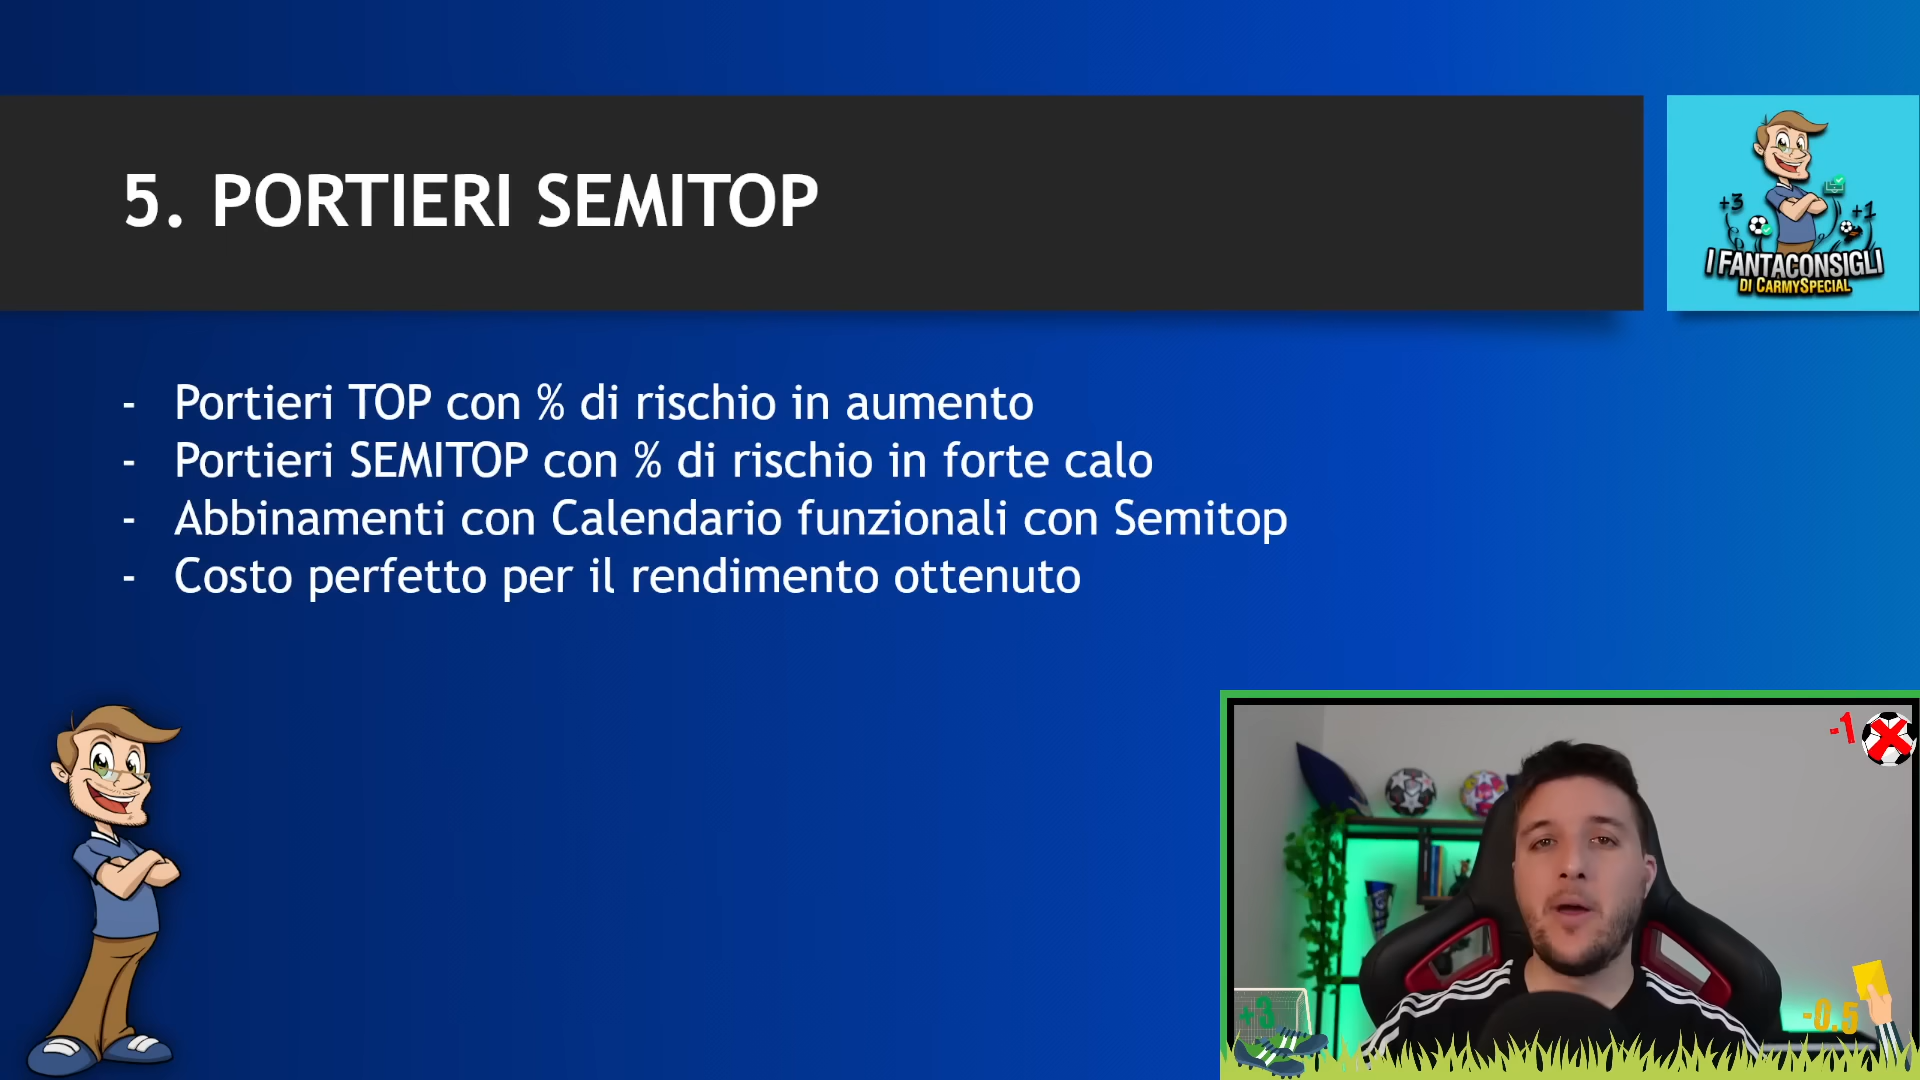 5. PORTIERI SEMITOP
+3
+1
I FANTACONSIGLI
DI CARMYSPECIAL
- Portieri TOP con % di rischio in aumento
- Portieri SEMITOP con % di rischio in forte calo
- Abbinamenti con Calendario funzionali con Semitop
- Costo perfetto per il rendimento ottenuto
-1
+3
-0.5